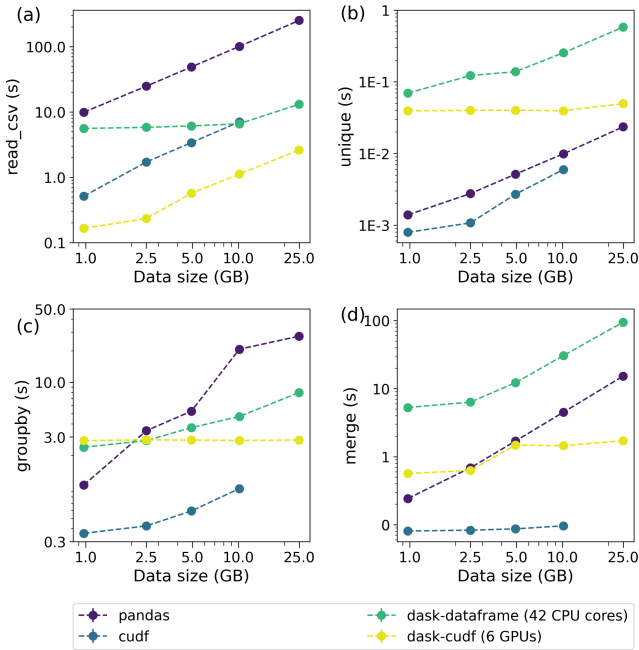 (a)
read_csv (s)
100.0
10.0
1.0
0.1
1.0 2.5 5.0 10.0 25.0
Data size (GB)
(b)
unique (s)
1
1E-1
1E-2
1E-3
1.0 2.5 5.0 10.0 25.0
Data size (GB)
(c)
groupby (s)
50.0
10.0
3.0
0.3
1.0 2.5 5.0 10.0 25.0
Data size (GB)
(d)
merge (s)
100
10
1
0
1.0 2.5 5.0 10.0 25.0
Data size (GB)
pandas
cudf
dask-dataframe (42 CPU cores)
dask-cudf (6 GPUs)